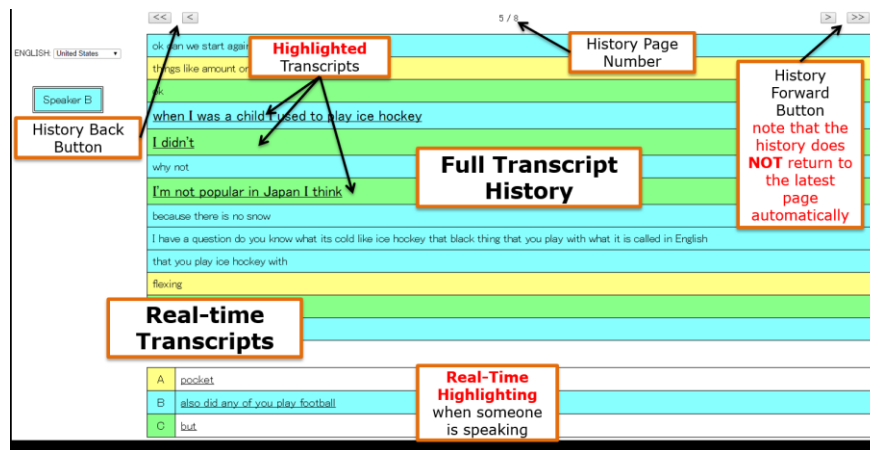 << < 5 / 8 > >>
ENGLISH: United States
Speaker B
History Back
Button
Highlighted
Transcripts
History Page
Number
History
Forward
Button
note that the
history does
NOT return to
the latest
page
automatically
ok can we start again
things like amount or
ok
when I was a child I used to play ice hockey
I didn't
why not
I'm not popular in Japan I think
because there is no snow
I have a question do you know what its cold like ice hockey that black thing that you play with what it is called in English
that you play ice hockey with
flexing
Full Transcript
History
Real-time
Transcripts
A pocket
B also did any of you play football
C but
Real-Time
Highlighting
when someone
is speaking